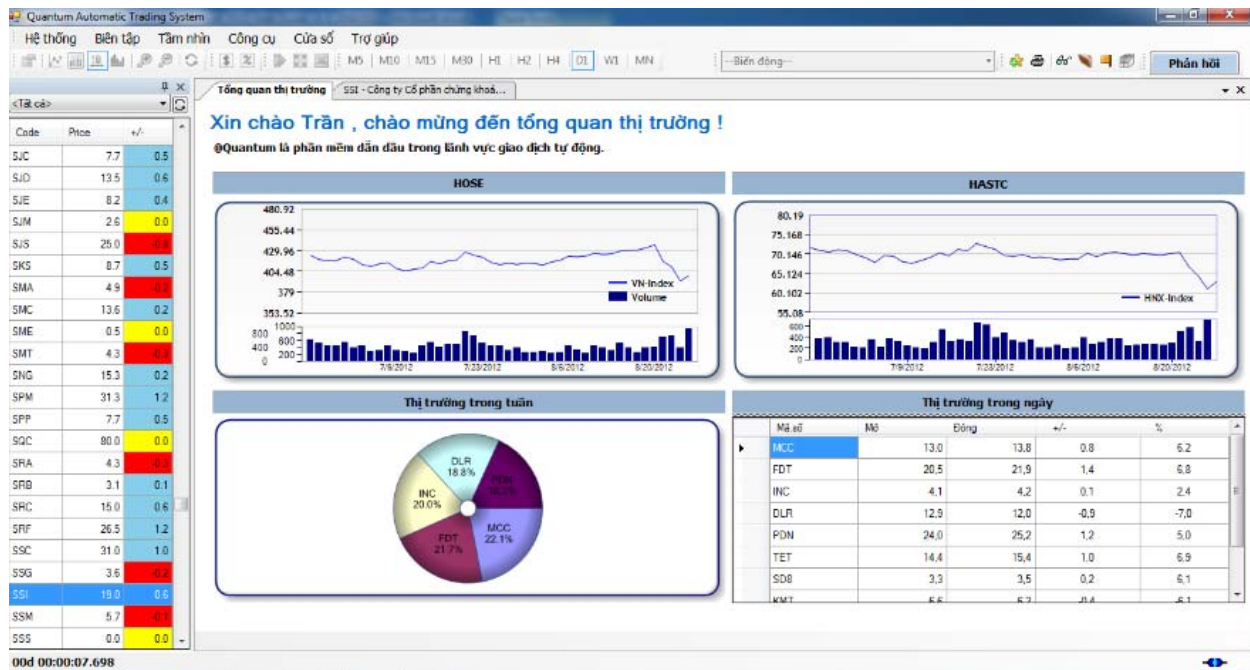 Quantum Automatic Trading System
Hệ thống Biên tập Tầm nhìn Công cụ Cửa sổ Trợ giúp
M5 M10 M15 M30 H1 H2 H4 D1 W1 MN ---Biến động--- Phản hồi
Tổng quan thị trường SSI - Công ty Cổ phần chứng khoá...
<Tất cả>
Code Price +/-
SJC 7.7 0.5
SJD 13.5 0.6
SJE 8.2 0.4
SJM 2.6 0.0
SJS 25.0
SKS 8.7 0.5
SMA 4.9 -0.2
SMC 13.6 0.2
SME 0.5 0.0
SMT 4.3 -0.3
SNG 15.3 0.2
SPM 31.3 1.2
SPP 7.7 0.5
SQC 80.0 0.0
SRA 4.3 -0.3
SRB 3.1 0.1
SRC 15.0 0.6
SRF 26.5 1.2
SSC 31.0 1.0
SSG 3.6 -0.2
SSI 19.0 0.6
SSM 5.7 -0.1
SSS 0.0 0.0
Xin chào Trần , chào mừng đến tổng quan thị trường !
@Quantum là phần mềm dẫn đầu trong lãnh vực giao dịch tự động.
HOSE
480.92
455.44
429.96
404.48
379
353.52
VN-Index
Volume
1000
800
600
400
200
0
7/9/2012 7/23/2012 8/6/2012 8/20/2012
HASTC
80.19
75.168
70.146
65.124
60.102
55.08
HNX-Index
600
400
200
0
7/9/2012 7/23/2012 8/6/2012 8/20/2012
Thị trường trong tuần
DLR
18.8%
PDN
INC
20.0%
MCC
22.1%
FDT
21.7%
Thị trường trong ngày
Mã số Mở Đóng +/- %
MCC 13.0 13.8 0.8 6.2
FDT 20,5 21,9 1,4 6,8
INC 4.1 4,2 0.1 2.4
DLR 12,9 12,0 -0,9 -7,0
PDN 24,0 25,2 1,2 5,0
TET 14,4 15,4 1.0 6,9
SD8 3,3 3,5 0,2 6,1
KMT 6,6 6,2 -0,4 -6,1
00d 00:00:07.698